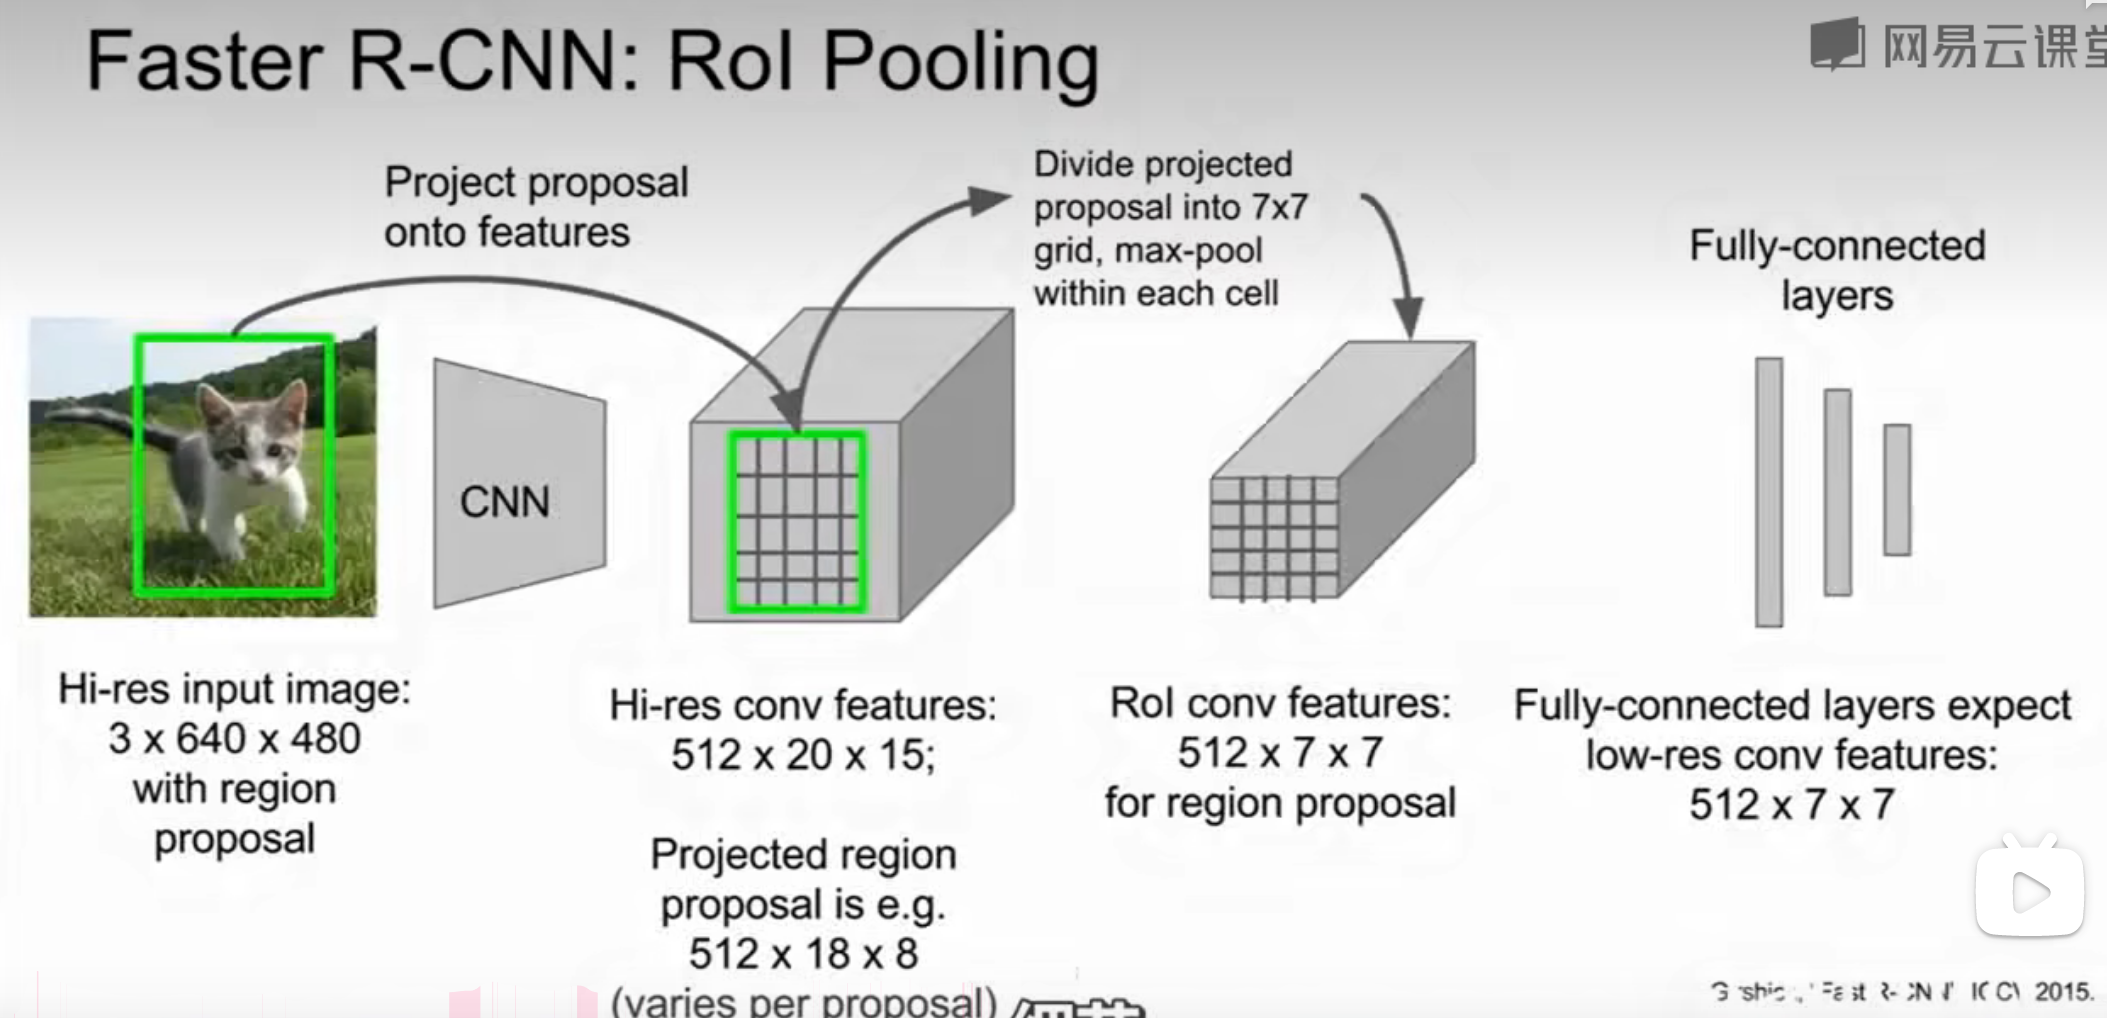 Faster R-CNN: RoI Pooling
网易云课堂
Project proposal
onto features
Divide projected
proposal into 7x7
grid, max-pool
within each cell
Fully-connected
layers
CNN
Hi-res input image:
3 x 640 x 480
with region
proposal
Hi-res conv features:
512 x 20 x 15;
Projected region
proposal is e.g.
512 x 18 x 8
(varies per proposal)
RoI conv features:
512 x 7 x 7
for region proposal
Fully-connected layers expect
low-res conv features:
512 x 7 x 7
2015.